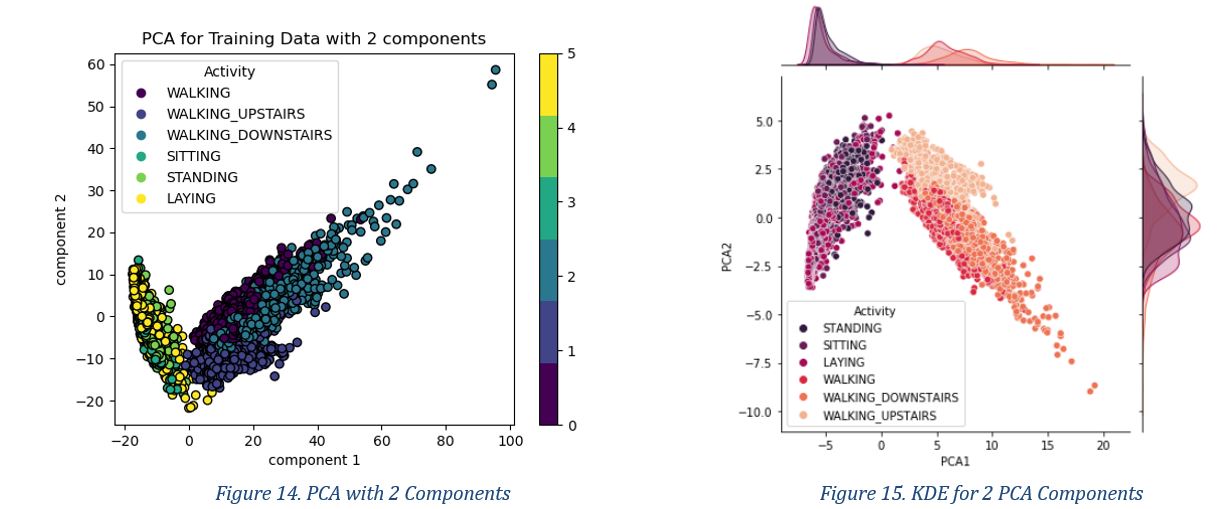 PCA for Training Data with 2 components
60
50
40
30
20
10
0
−10
−20
component 2
Activity
WALKING
WALKING_UPSTAIRS
WALKING_DOWNSTAIRS
SITTING
STANDING
LAYING
−20
0
20
40
60
80
100
component 1
5
4
3
2
1
0
Figure 14. PCA with 2 Components
5.0
2.5
0.0
−2.5
−5.0
−7.5
−10.0
PCA2
Activity
STANDING
SITTING
LAYING
WALKING
WALKING_DOWNSTAIRS
WALKING_UPSTAIRS
−5
0
5
10
15
20
PCA1
Figure 15. KDE for 2 PCA Components